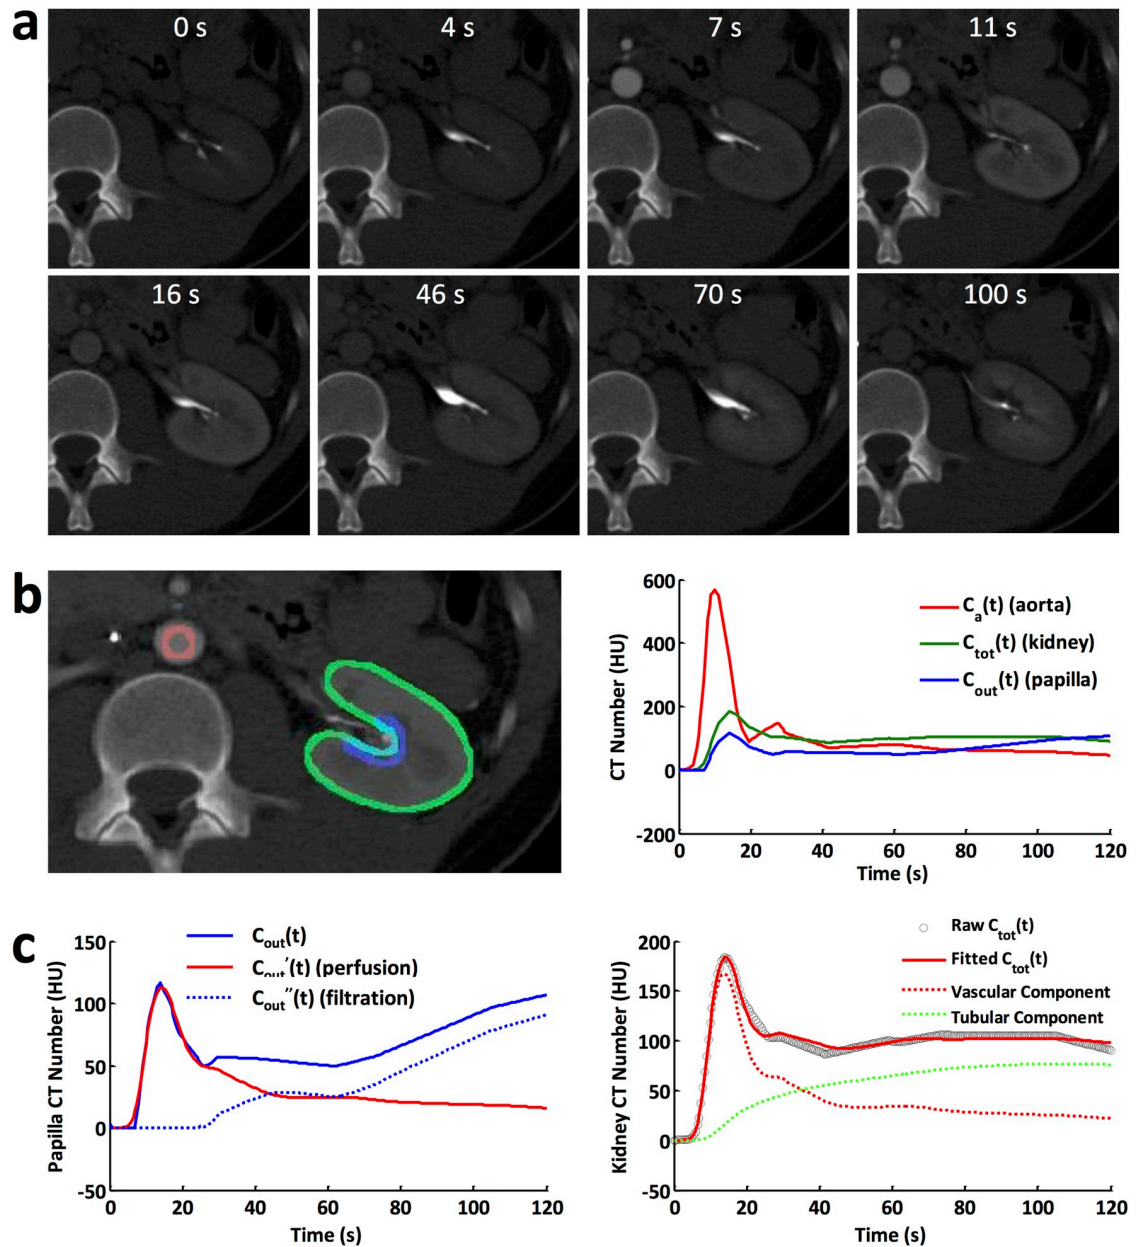 a
0 s
4 s
7 s
11 s
16 s
46 s
70 s
100 s
b
600
400
200
0
-200
CT Number (HU)
C_a(t) (aorta)
C_tot(t) (kidney)
C_out(t) (papilla)
0 20 40 60 80 100 120
Time (s)
c
150
100
50
0
-50
Papilla CT Number (HU)
C_out(t)
C_out′(t) (perfusion)
C_out″(t) (filtration)
0 20 40 60 80 100 120
Time (s)
200
150
100
50
0
-50
Kidney CT Number (HU)
Raw C_tot(t)
Fitted C_tot(t)
Vascular Component
Tubular Component
0 20 40 60 80 100 120
Time (s)